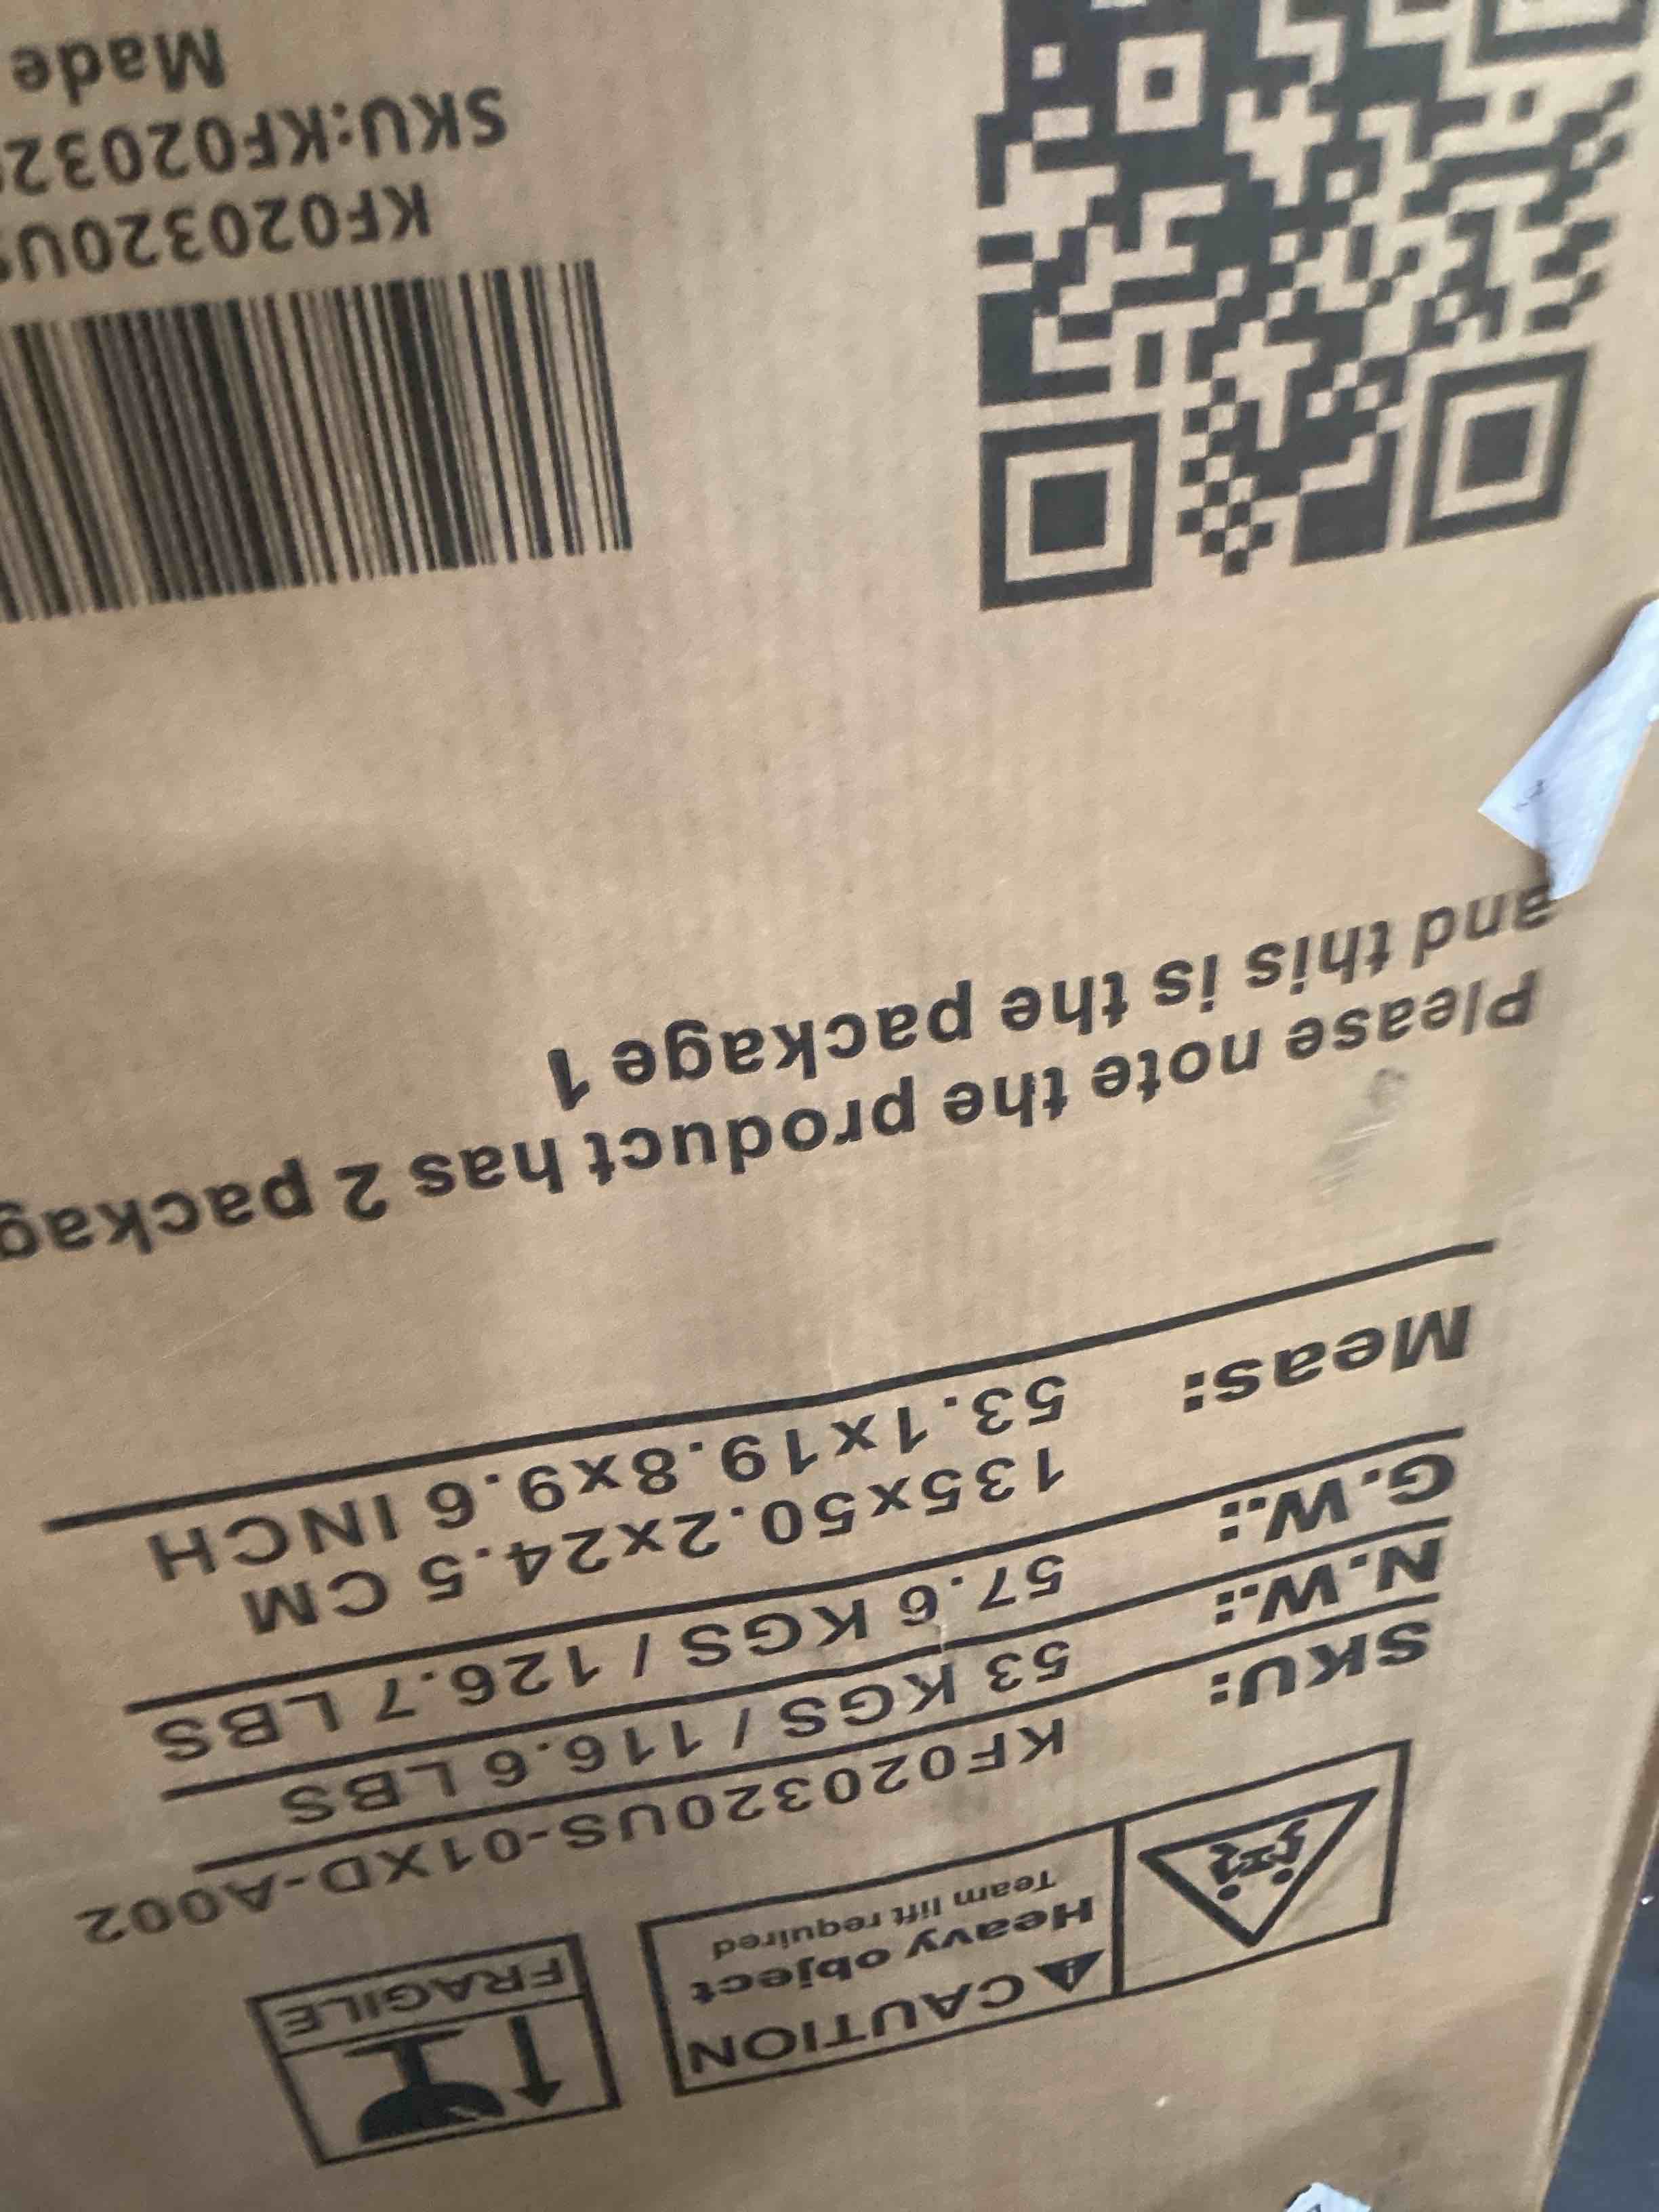 FRAGILE
CAUTION
Heavy object
Team lift required
SKU: KF020320US-01XD-A002
N.W.: 53 KGS / 116.6 LBS
G.W.: 57.6 KGS / 126.7 LBS
Meas: 135x50.2x24.5 CM
53.1x19.8x9.6 INCH
Please note the product has 2 packag
and this is the package 1
KF020320U
SKU:KF02032
Made